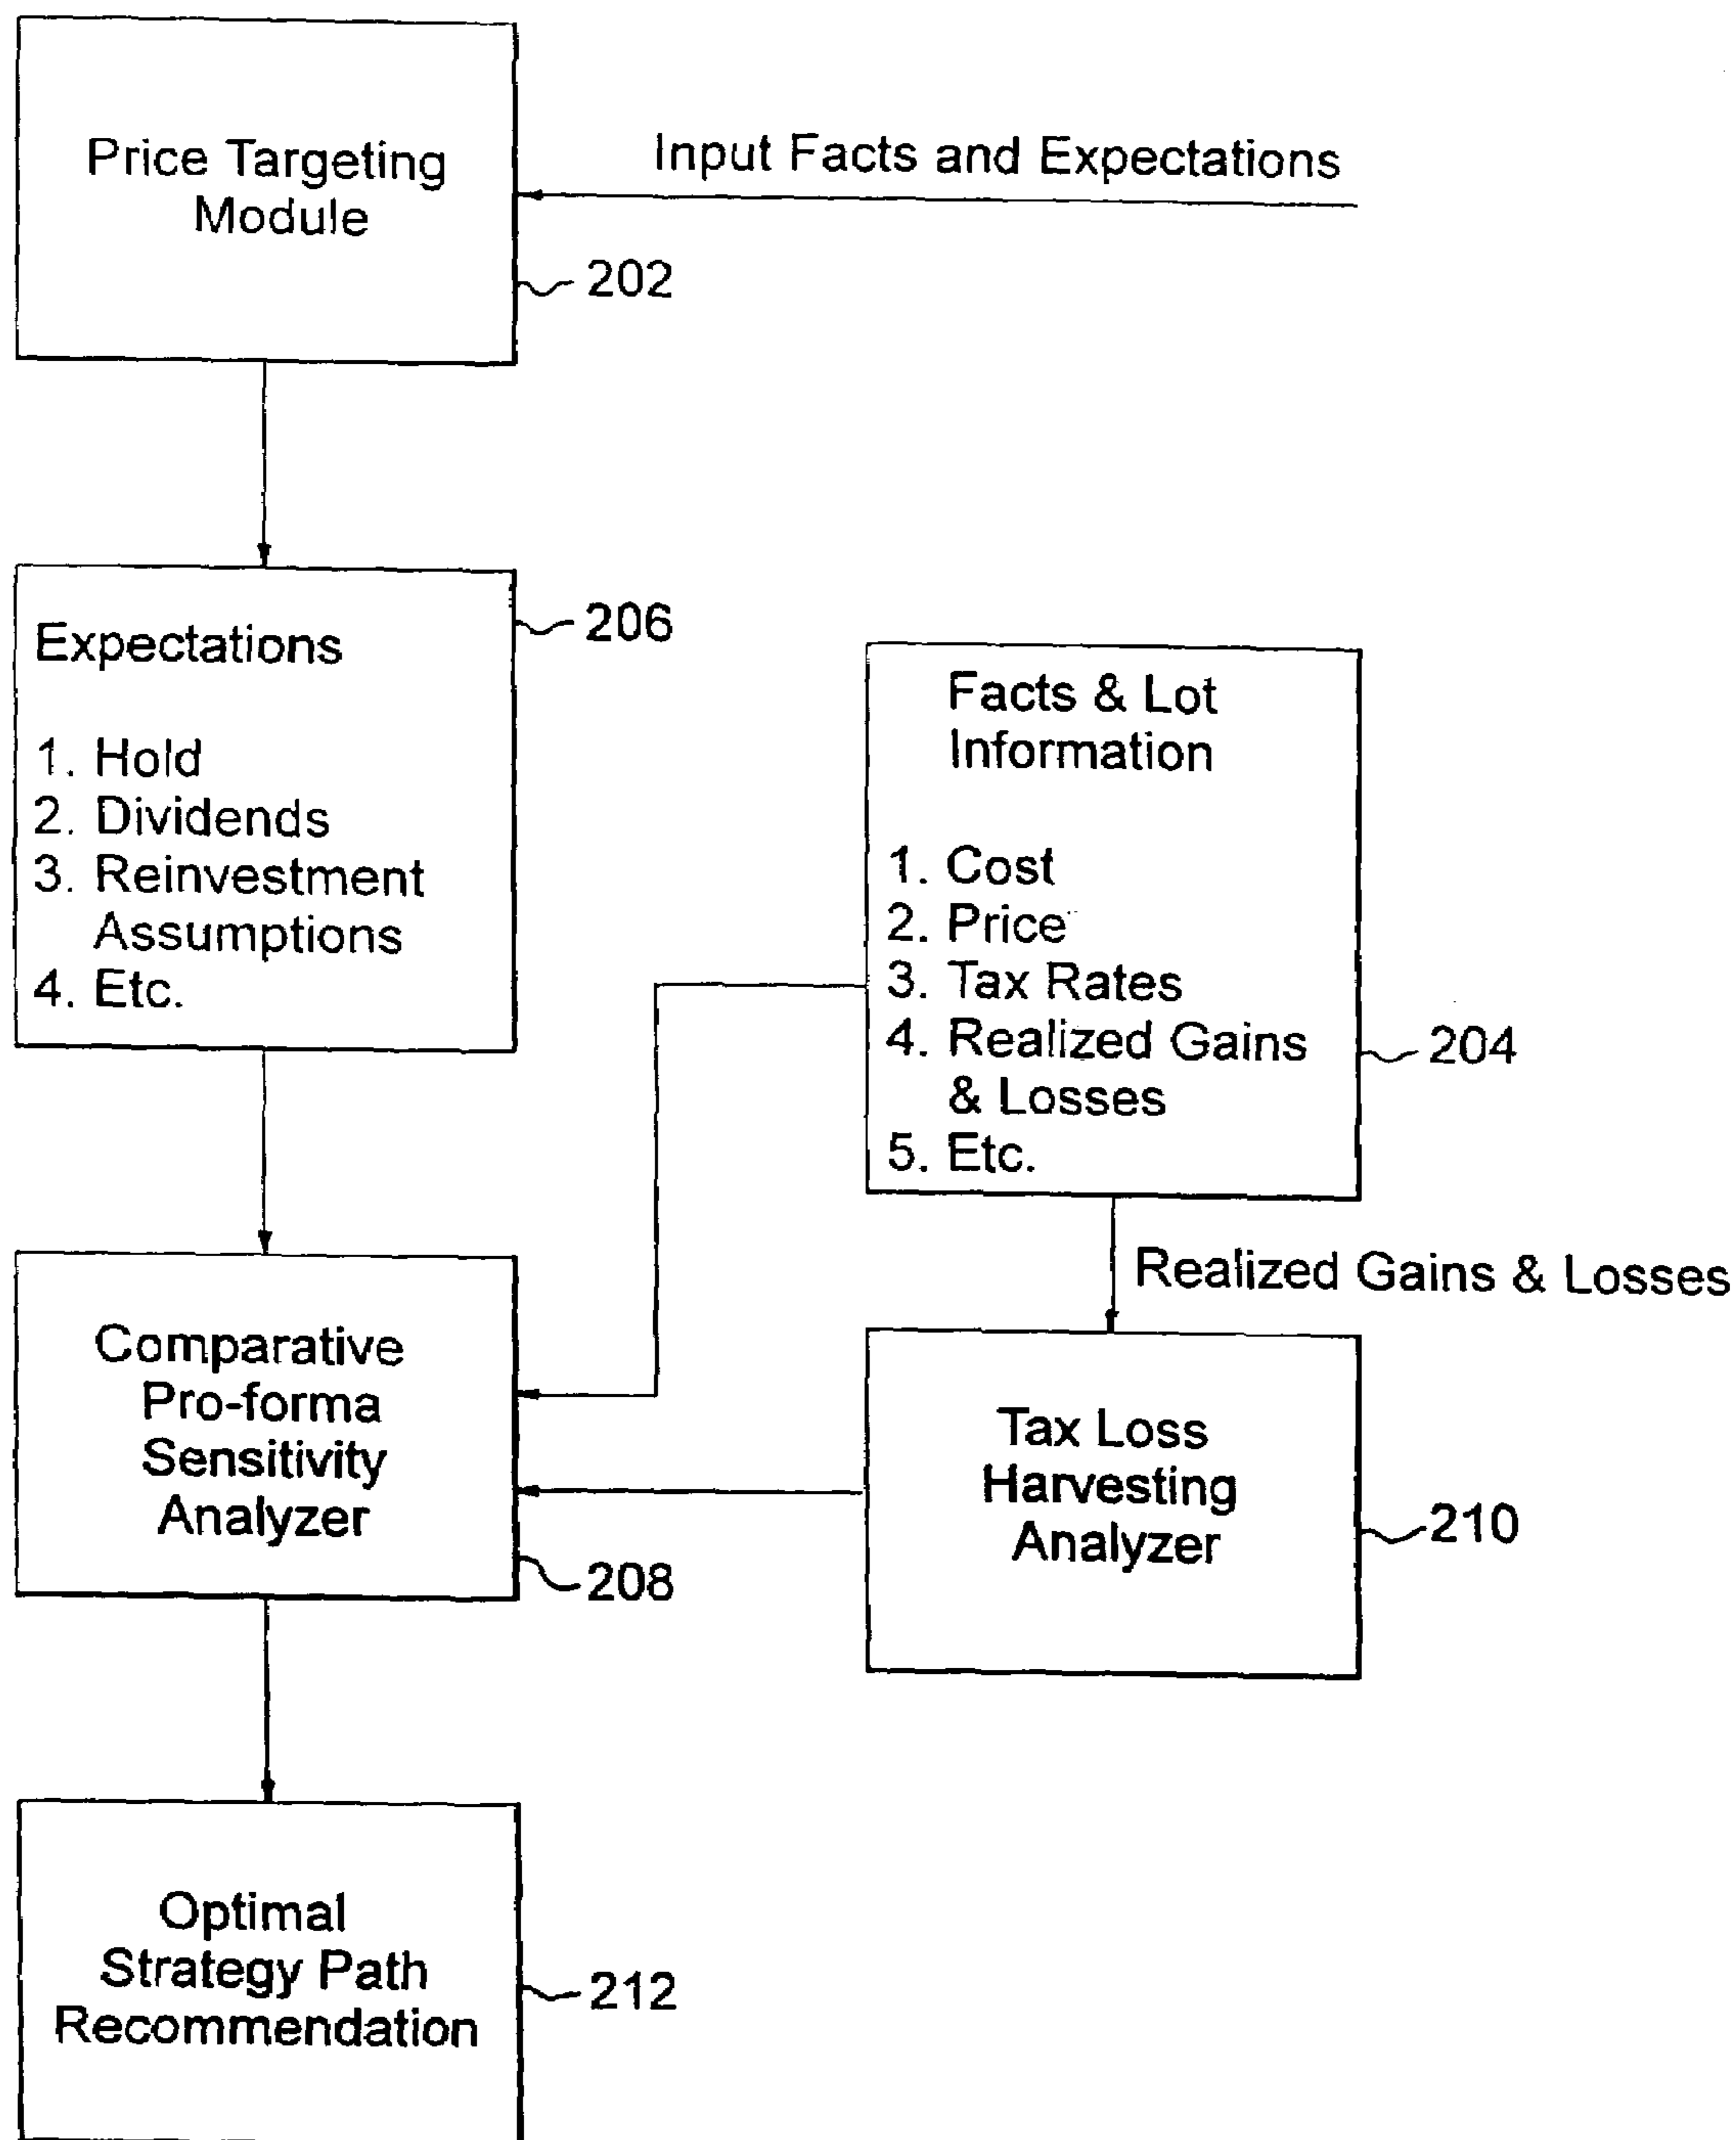 Price Targeting
Module
Input Facts and Expectations
202
Expectations
1. Hold
2. Dividends
3. Reinvestment
Assumptions
4. Etc.
206
Facts & Lot
Information
1. Cost
2. Price
3. Tax Rates
4. Realized Gains
& Losses
5. Etc.
204
Realized Gains & Losses
Comparative
Pro-forma
Sensitivity
Analyzer
208
Tax Loss
Harvesting
Analyzer
210
Optimal
Strategy Path
Recommendation
212